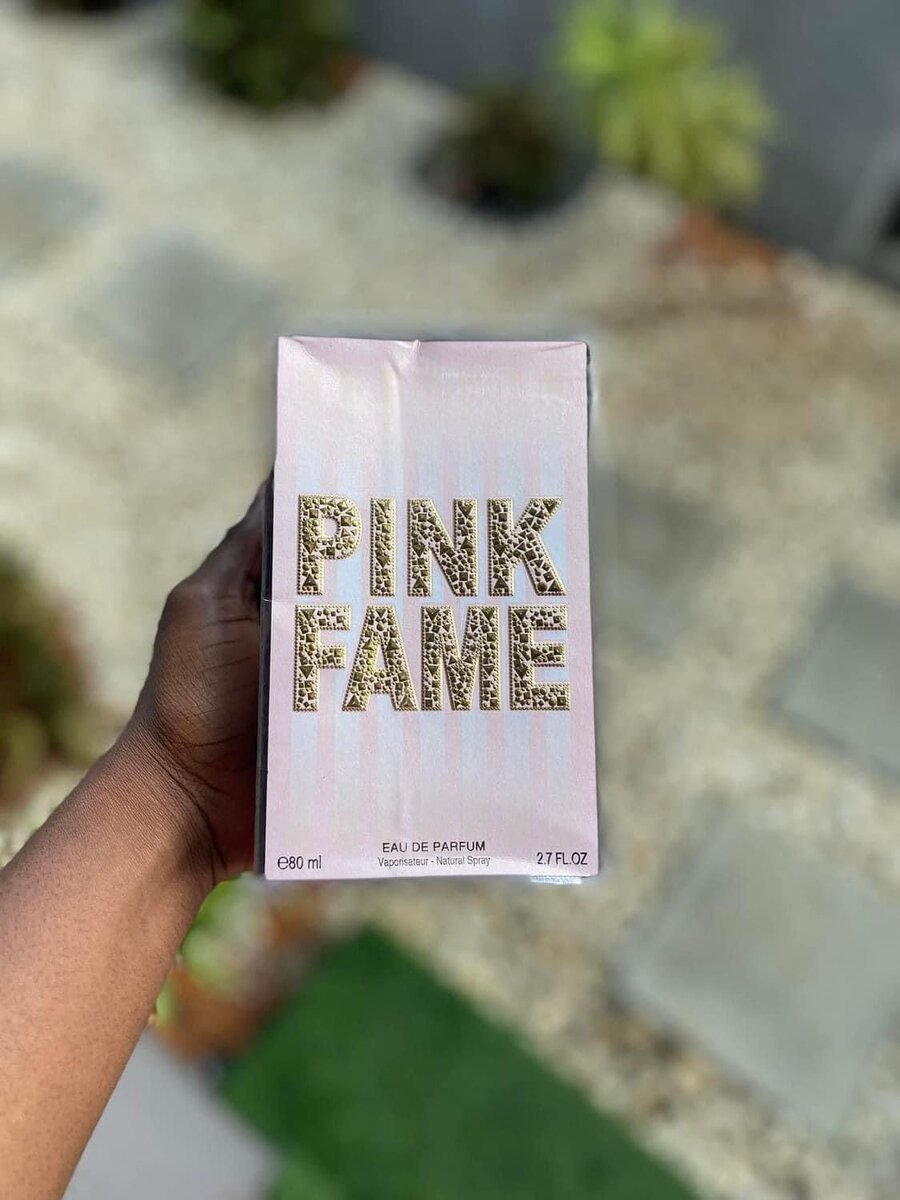 PINK
FAME
EAU DE PARFUM
Vaporisateur - Natural Spray
℮80 ml
2.7 FL.OZ